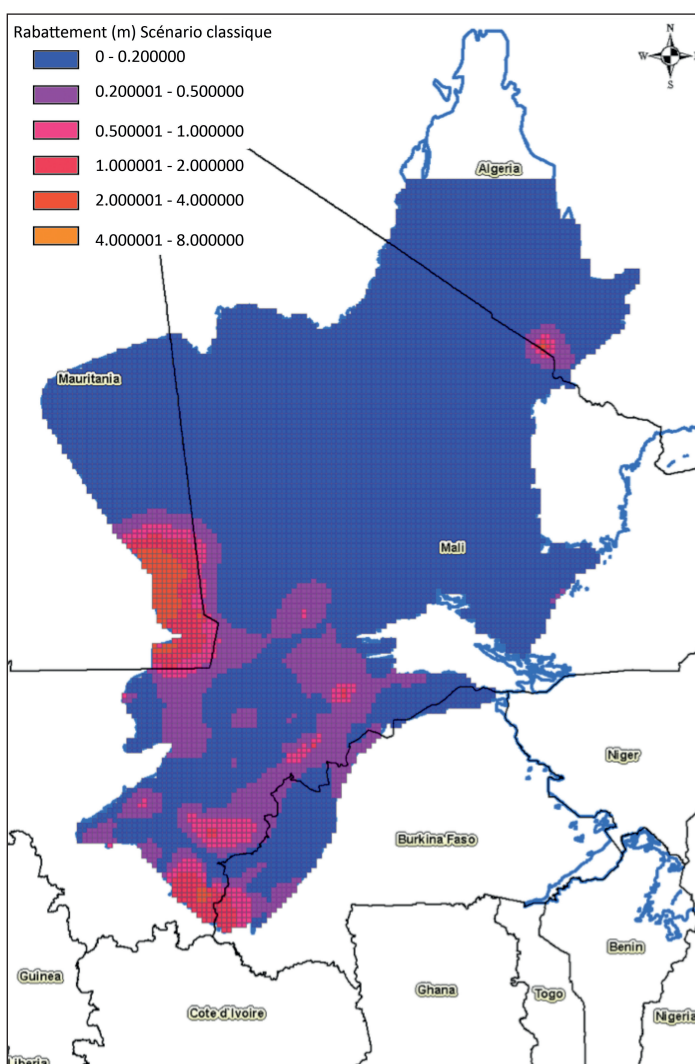 Rabattement (m) Scénario classique
0 - 0.200000
0.200001 - 0.500000
0.500001 - 1.000000
1.000001 - 2.000000
2.000001 - 4.000000
4.000001 - 8.000000
N
W
S
Algeria
Mauritania
Mali
Niger
Burkina Faso
Benin
Guinea
Ghana
Togo
Cote d'Ivoire
Nigeria
Liberia